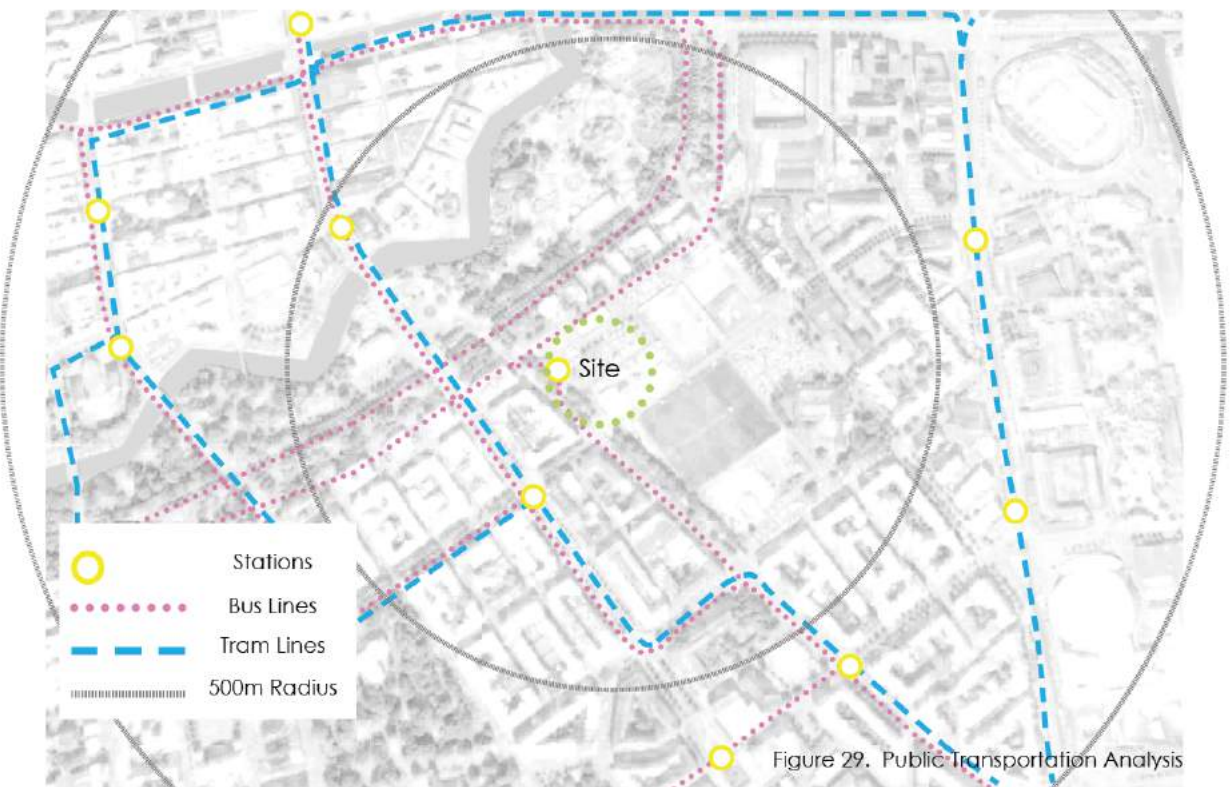 Site
Stations
Bus Lines
Tram Lines
500m Radius
Figure 29. Public Transportation Analysis